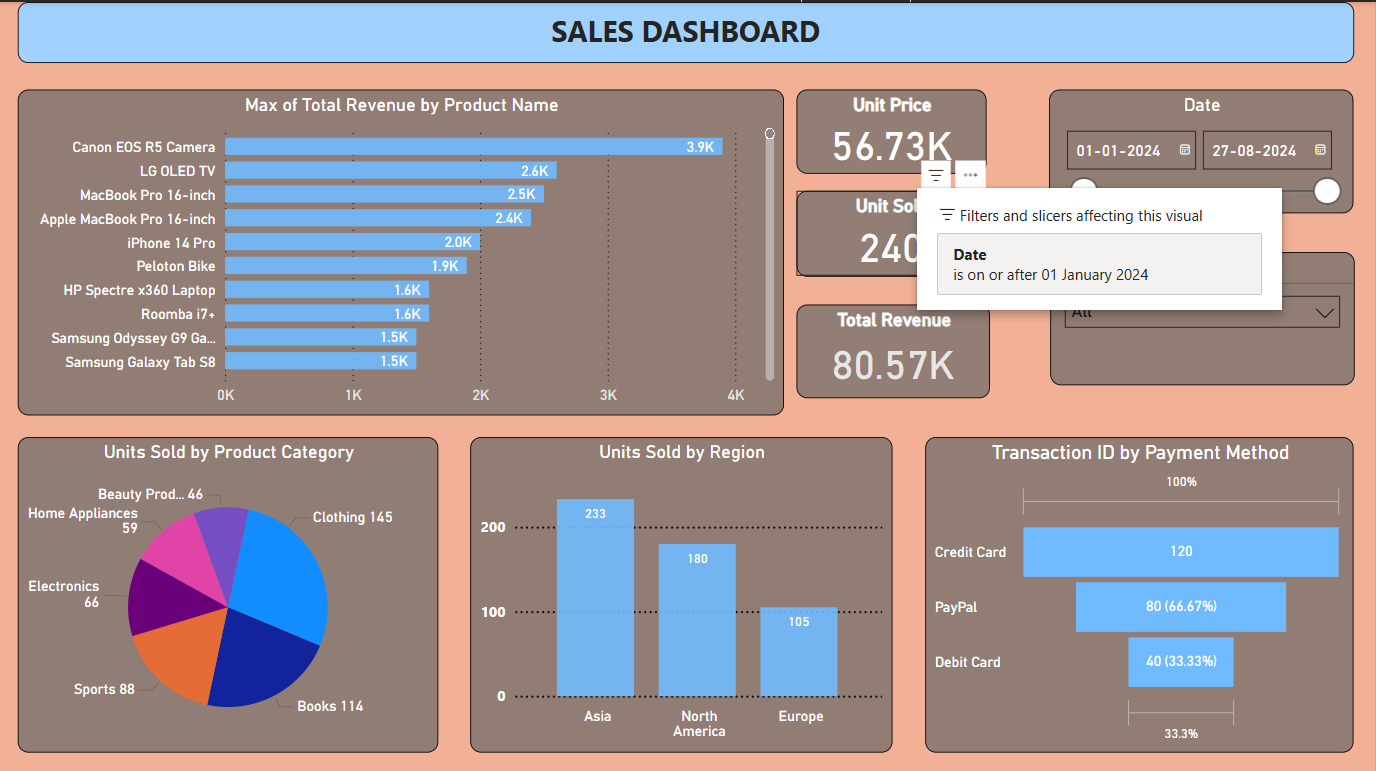 SALES DASHBOARD
Max of Total Revenue by Product Name
Canon EOS R5 Camera 3.9K
LG OLED TV 2.6K
MacBook Pro 16-inch 2.5K
Apple MacBook Pro 16-inch 2.4K
iPhone 14 Pro 2.0K
Peloton Bike 1.9K
HP Spectre x360 Laptop 1.6K
Roomba i7+ 1.6K
Samsung Odyssey G9 Ga... 1.5K
Samsung Galaxy Tab S8 1.5K
0K 1K 2K 3K 4K
Unit Price
56.73K
Unit Sol
240
Total Revenue
80.57K
Date
01-01-2024 27-08-2024
Filters and slicers affecting this visual
Date
is on or after 01 January 2024
All
Units Sold by Product Category
Beauty Prod... 46
Home Appliances
59
Clothing 145
Electronics
66
Sports 88
Books 114
Units Sold by Region
200
100
0
233
180
105
Asia
North
America
Europe
Transaction ID by Payment Method
100%
Credit Card 120
PayPal 80 (66.67%)
Debit Card 40 (33.33%)
33.3%